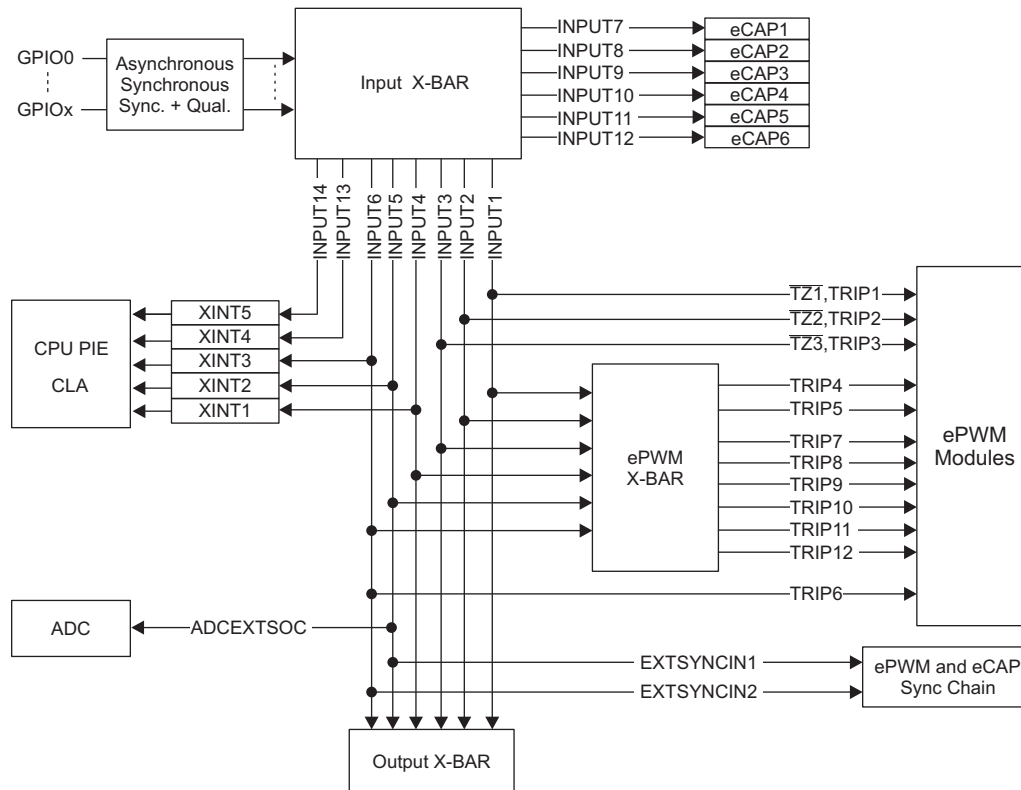 GPIO0
GPIOx
Asynchronous
Synchronous
Sync. + Qual.
Input X-BAR
INPUT7
INPUT8
INPUT9
INPUT10
INPUT11
INPUT12
eCAP1
eCAP2
eCAP3
eCAP4
eCAP5
eCAP6
INPUT14
INPUT13
INPUT6
INPUT5
INPUT4
INPUT3
INPUT2
INPUT1
CPU PIE
CLA
XINT5
XINT4
XINT3
XINT2
XINT1
T̅Z̅1̅,TRIP1
T̅Z̅2̅,TRIP2
T̅Z̅3̅,TRIP3
ePWM
X-BAR
TRIP4
TRIP5
TRIP7
TRIP8
TRIP9
TRIP10
TRIP11
TRIP12
TRIP6
ePWM
Modules
ADC
ADCEXTSOC
EXTSYNCIN1
EXTSYNCIN2
ePWM and eCAP
Sync Chain
Output X-BAR